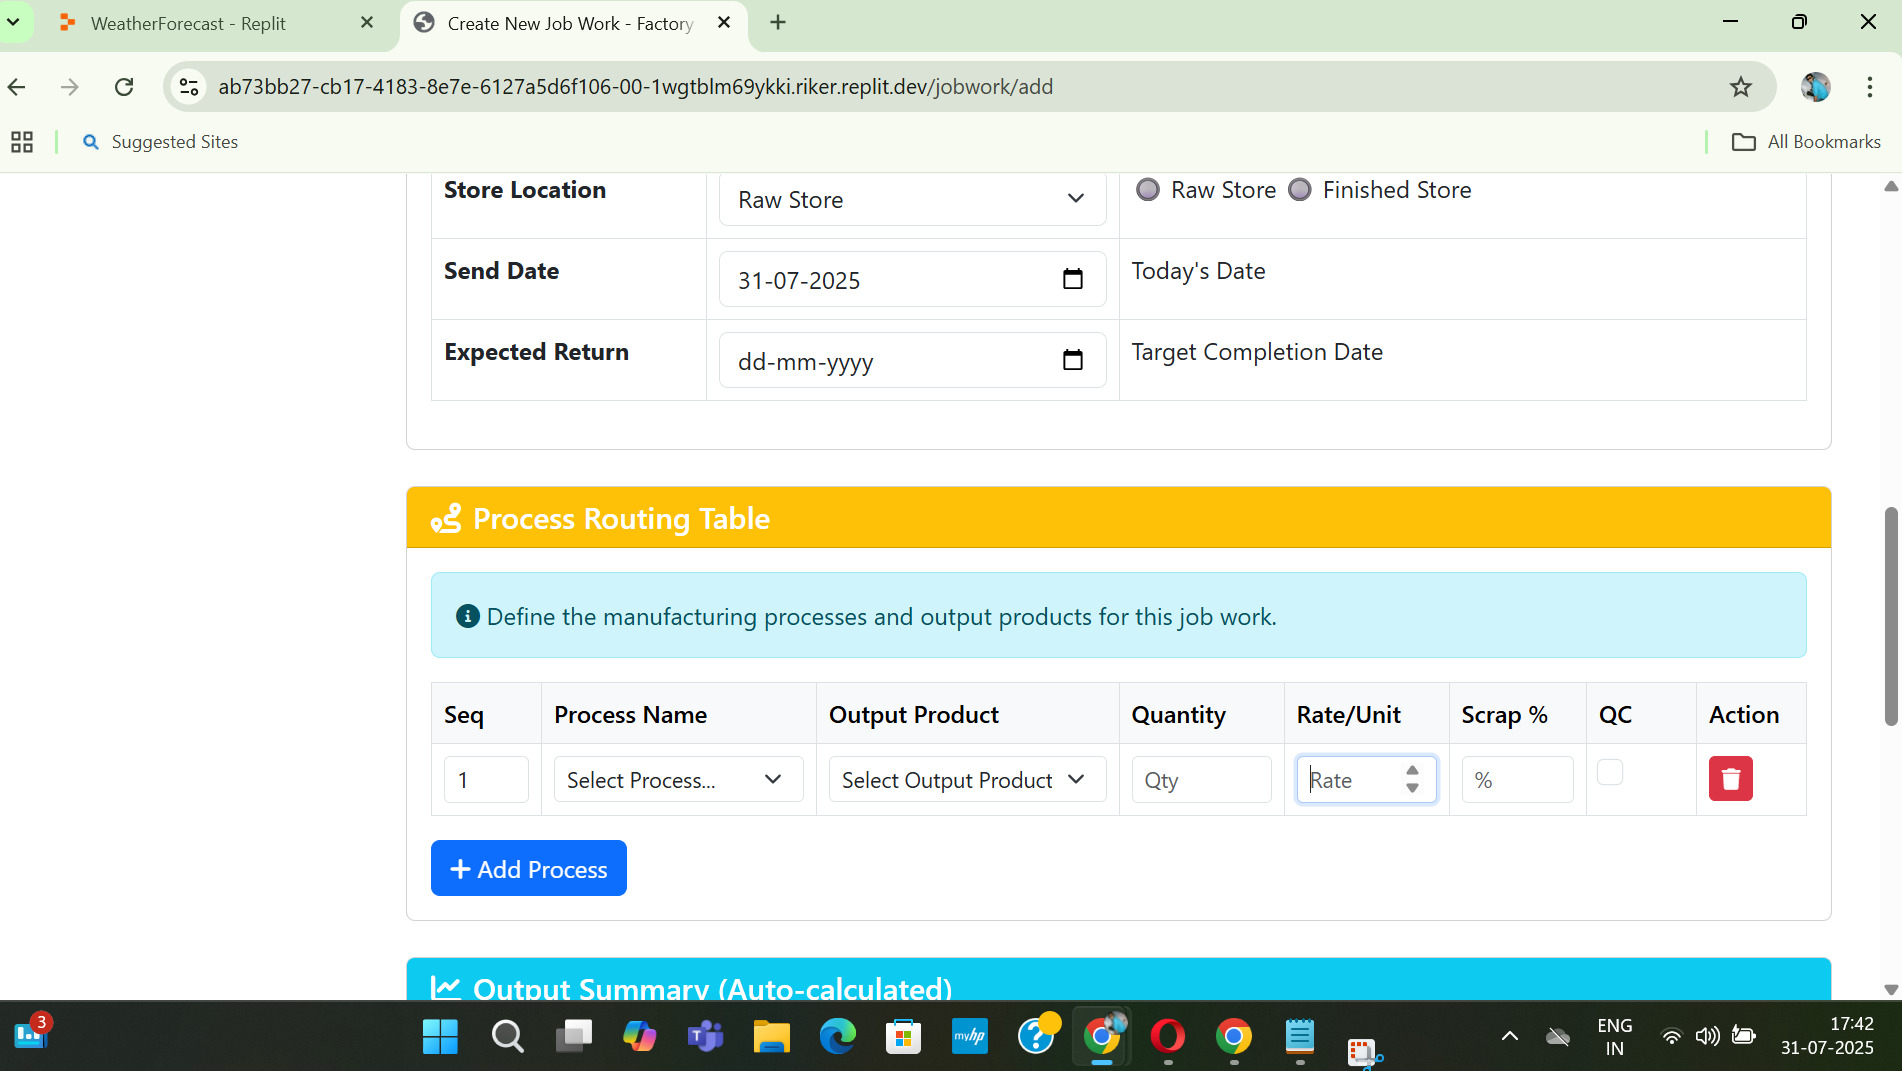 WeatherForecast - Replit
Create New Job Work - Factory
ab73bb27-cb17-4183-8e7e-6127a5d6f106-00-1wgtblm69ykki.riker.replit.dev/jobwork/add
Suggested Sites
All Bookmarks
Store Location
Raw Store
Raw Store
Finished Store
Send Date
31-07-2025
Today's Date
Expected Return
dd-mm-yyyy
Target Completion Date
Process Routing Table
Define the manufacturing processes and output products for this job work.
Seq
Process Name
Output Product
Quantity
Rate/Unit
Scrap %
QC
Action
1
Select Process...
Select Output Product
Qty
Rate
%
Add Process
Output Summary (Auto-calculated)
3
myhp
ENG
IN
17:42
31-07-2025